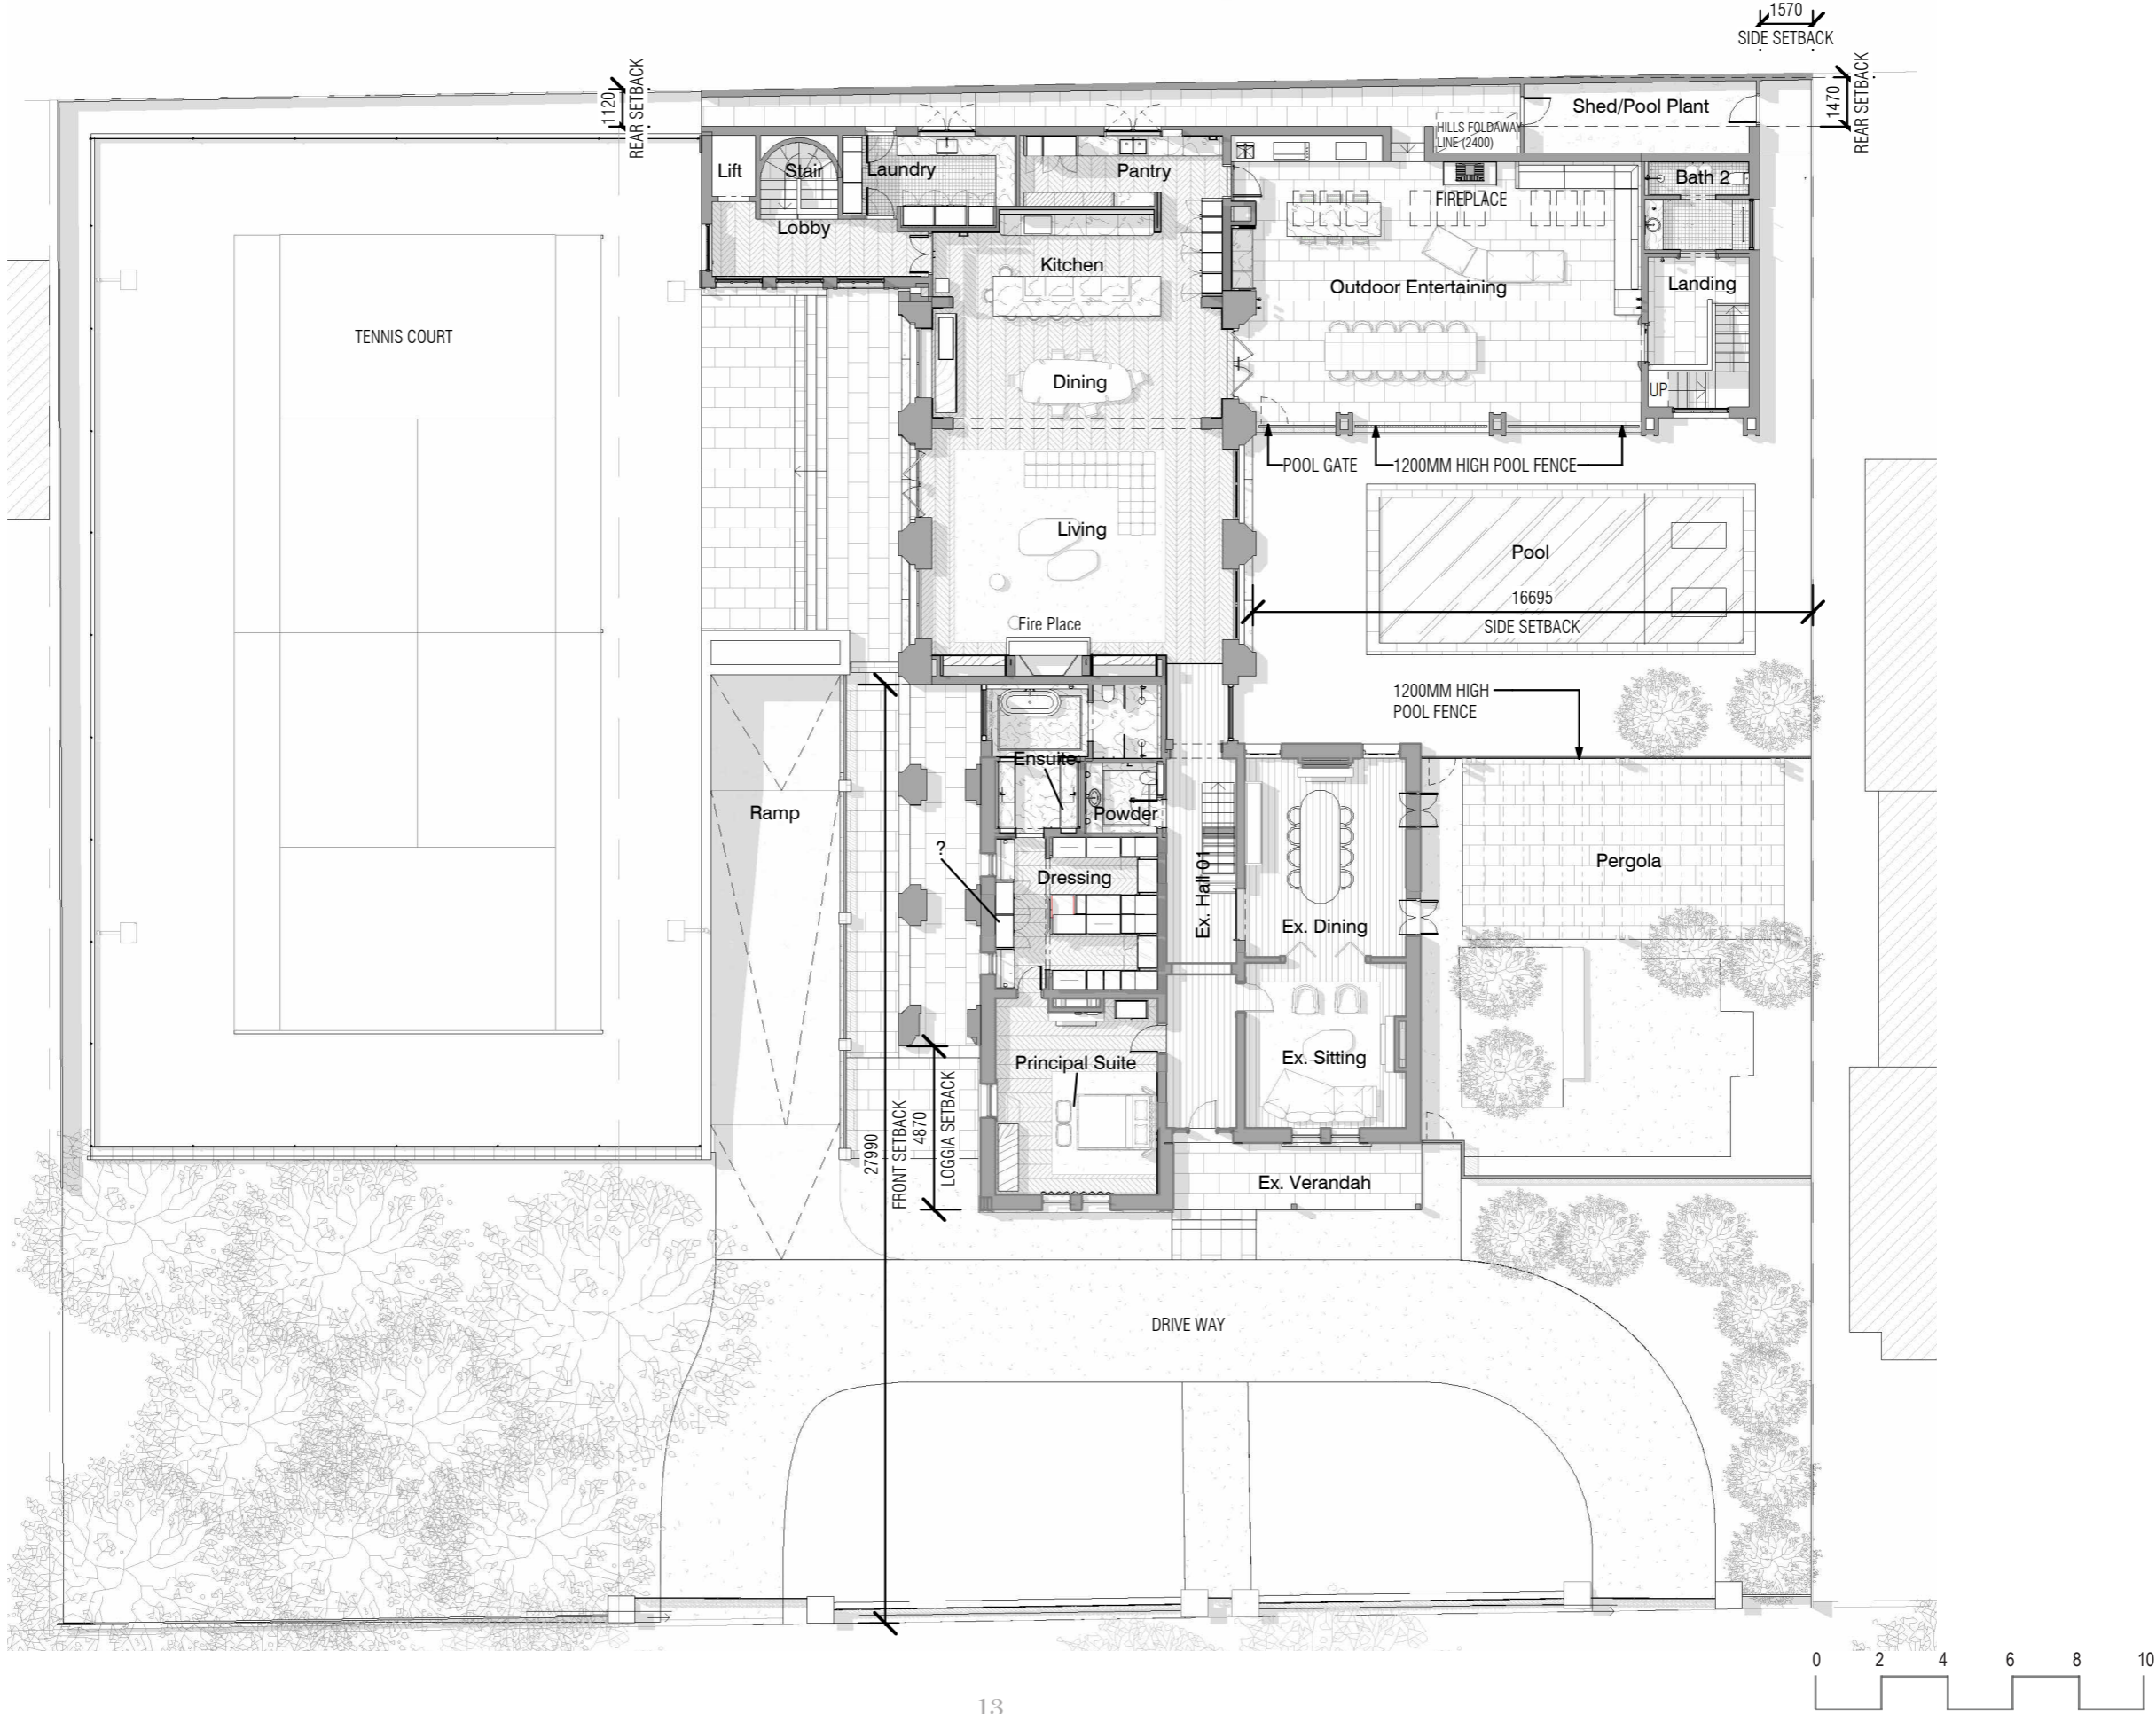 1570
SIDE SETBACK
1120
REAR SETBACK
1470
REAR SETBACK
Shed/Pool Plant
HILLS FOLDAWAY
LINE (2400)
Lift
Stair
Laundry
Pantry
Bath 2
FIREPLACE
Lobby
Kitchen
Outdoor Entertaining
Landing
TENNIS COURT
Dining
UP
POOL GATE
1200MM HIGH POOL FENCE
Living
Pool
16695
SIDE SETBACK
Fire Place
1200MM HIGH
POOL FENCE
Ensuite
Ramp
Powder
?
Dressing
Ex. Hall 01
Ex. Dining
Pergola
Principal Suite
Ex. Sitting
27990
FRONT SETBACK
4870
LOGGIA SETBACK
Ex. Verandah
DRIVE WAY
0 2 4 6 8 10
13